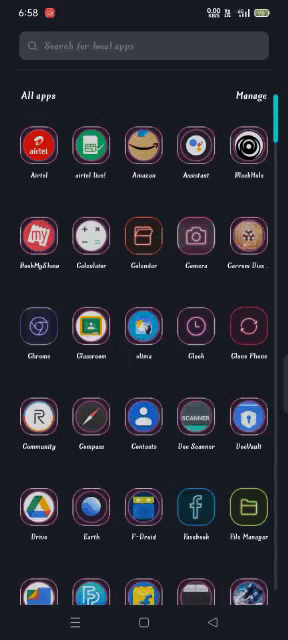 6:58
0.00 KB/S
Search for local apps
All apps Manage
airtel
Airtel airtel live! Amazon Assistant BlackHole
my
BookMyShow Calculator Calendar Camera Carrom Disc .
Chrome Classroom clima Clock Clone Phone
R
SCANNER
Community Compass Contacts Doc Scanner DocVault
Drive Earth F-Droid Facebook File Manager